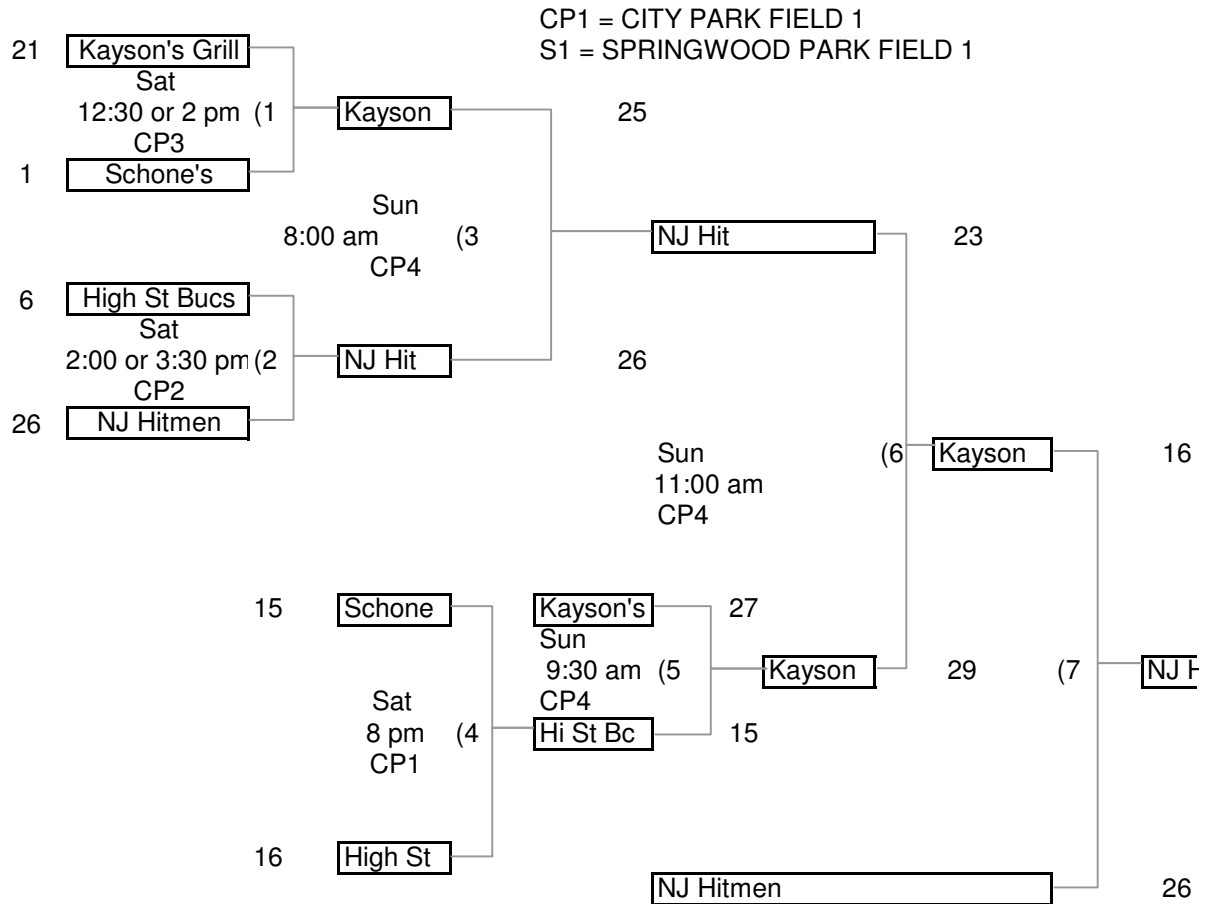 CP1 = CITY PARK FIELD 1
21 Kayson's Grill
S1 = SPRINGWOOD PARK FIELD 1
Sat
12:30 or 2 pm (1
Kayson
25
CP3
1 Schone's
Sun
8:00 am (3
NJ Hit
23
CP4
6 High St Bucs
Sat
2:00 or 3:30 pm (2
NJ Hit
26
CP2
26 NJ Hitmen
Sun
(6
Kayson
16
11:00 am
CP4
15 Schone
Kayson's
27
Sun
9:30 am (5
Kayson
29
(7
NJ
CP4
Sat
8 pm (4
Hi St Bc
15
CP1
16 High St
NJ Hitmen
26